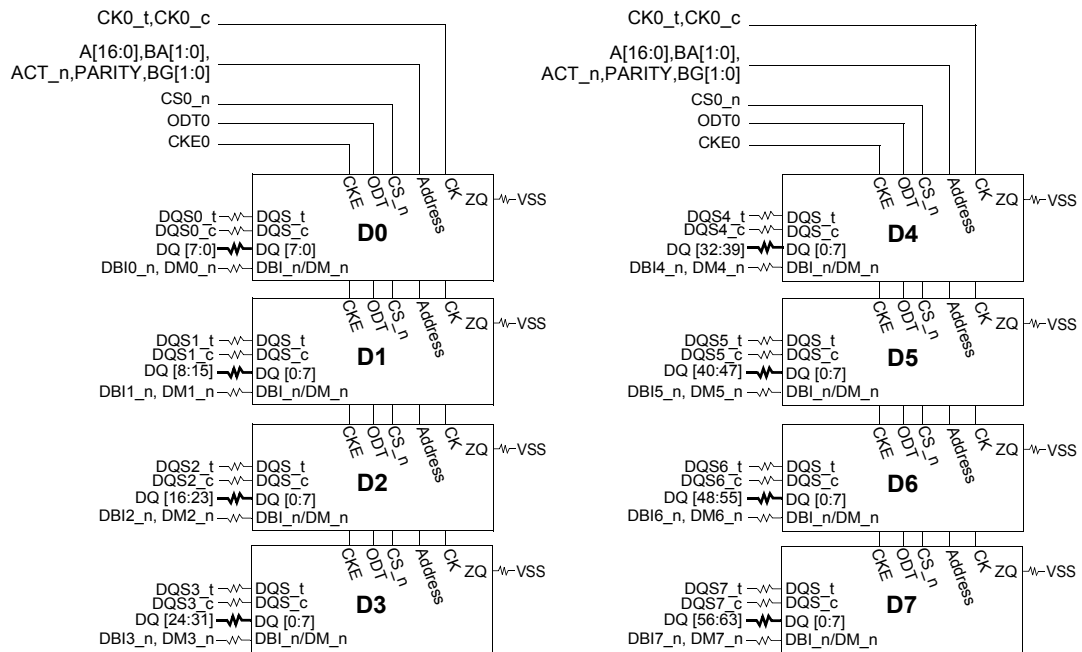 CK0_t,CK0_c
A[16:0],BA[1:0],
ACT_n,PARITY,BG[1:0]
CS0_n
ODT0
CKE0
CKE
ODT
CS_n
Address
CK
ZQ
VSS
DQS0_t
DQS_t
DQS0_c
DQS_c
D0
DQ [7:0]
DQ [7:0]
DBI0_n, DM0_n
DBI_n/DM_n
CKE
ODT
CS_n
Address
CK
ZQ
VSS
DQS1_t
DQS_t
DQS1_c
DQS_c
D1
DQ [8:15]
DQ [0:7]
DBI1_n, DM1_n
DBI_n/DM_n
CKE
ODT
CS_n
Address
CK
ZQ
VSS
DQS2_t
DQS_t
DQS2_c
DQS_c
D2
DQ [16:23]
DQ [0:7]
DBI2_n, DM2_n
DBI_n/DM_n
CKE
ODT
CS_n
Address
CK
ZQ
VSS
DQS3_t
DQS_t
DQS3_c
DQS_c
D3
DQ [24:31]
DQ [0:7]
DBI3_n, DM3_n
DBI_n/DM_n
CK0_t,CK0_c
A[16:0],BA[1:0],
ACT_n,PARITY,BG[1:0]
CS0_n
ODT0
CKE0
CKE
ODT
CS_n
Address
CK
ZQ
VSS
DQS4_t
DQS_t
DQS4_c
DQS_c
D4
DQ [32:39]
DQ [0:7]
DBI4_n, DM4_n
DBI_n/DM_n
CKE
ODT
CS_n
Address
CK
ZQ
VSS
DQS5_t
DQS_t
DQS5_c
DQS_c
D5
DQ [40:47]
DQ [0:7]
DBI5_n, DM5_n
DBI_n/DM_n
CKE
ODT
CS_n
Address
CK
ZQ
VSS
DQS6_t
DQS_t
DQS6_c
DQS_c
D6
DQ [48:55]
DQ [0:7]
DBI6_n, DM6_n
DBI_n/DM_n
CKE
ODT
CS_n
Address
CK
ZQ
VSS
DQS7_t
DQS_t
DQS7_c
DQS_c
D7
DQ [56:63]
DQ [0:7]
DBI7_n, DM7_n
DBI_n/DM_n